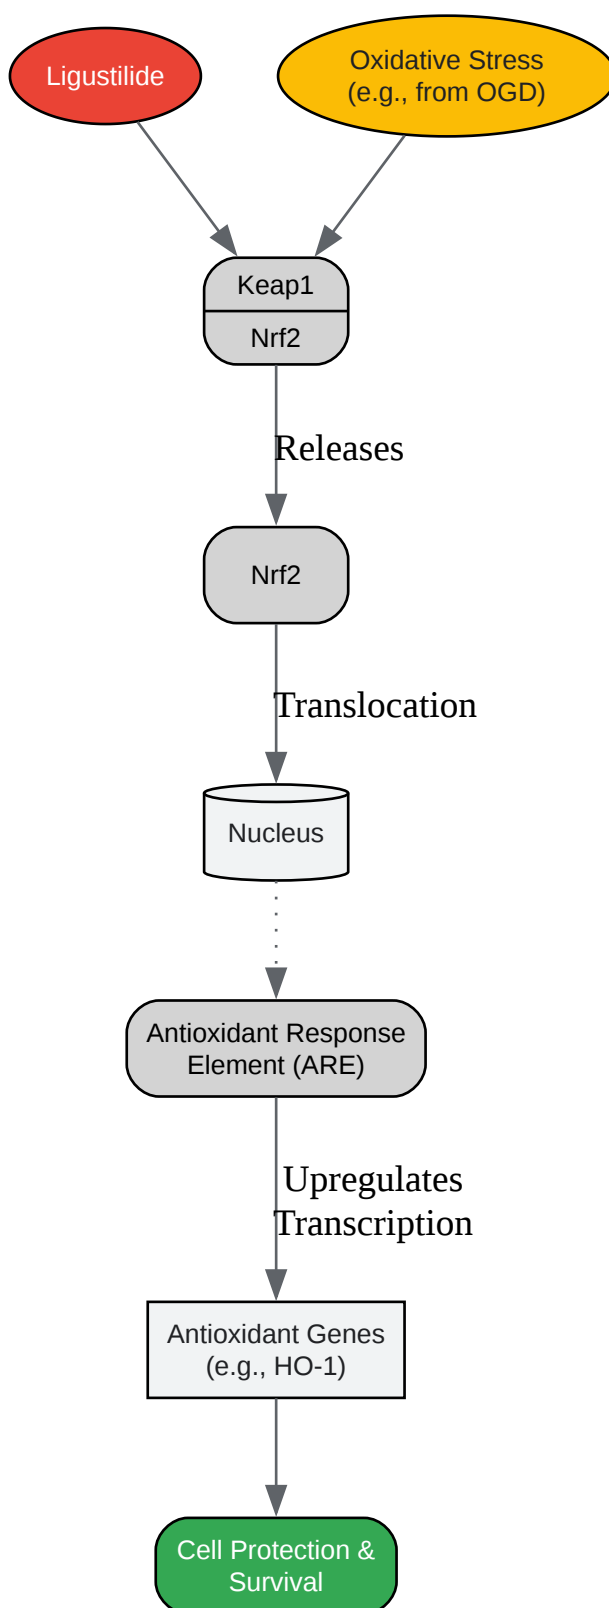 Ligustilide
Oxidative Stress
(e.g., from OGD)
Keap1
Nrf2
Releases
Nrf2
Translocation
Nucleus
Antioxidant Response
Element (ARE)
Upregulates
Transcription
Antioxidant Genes
(e.g., HO-1)
Cell Protection &
Survival